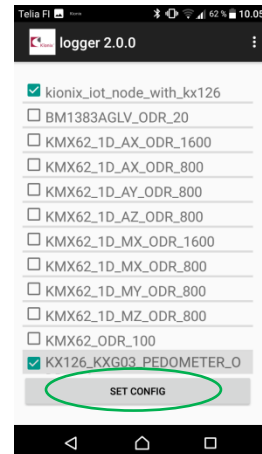 Telia FI 62 % 10.05
logger 2.0.0
kionix_iot_node_with_kx126
BM1383AGLV_ODR_20
KMX62_1D_AX_ODR_1600
KMX62_1D_AX_ODR_800
KMX62_1D_AY_ODR_800
KMX62_1D_AZ_ODR_800
KMX62_1D_MX_ODR_1600
KMX62_1D_MX_ODR_800
KMX62_1D_MY_ODR_800
KMX62_1D_MZ_ODR_800
KMX62_ODR_100
KX126_KXG03_PEDOMETER_O
SET CONFIG